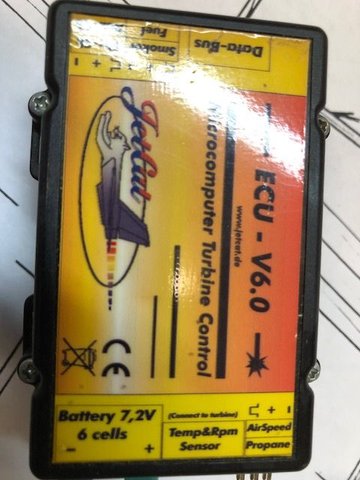 Data-Bus
Smoker
Fuel
JetCat
ECU - V6.0
www.jetcat.de
Microcomputer Turbine Control
CE
Battery 7,2V
6 cells
- +
(Connect to turbine)
Temp&Rpm
Sensor
- +
AirSpeed
Propane